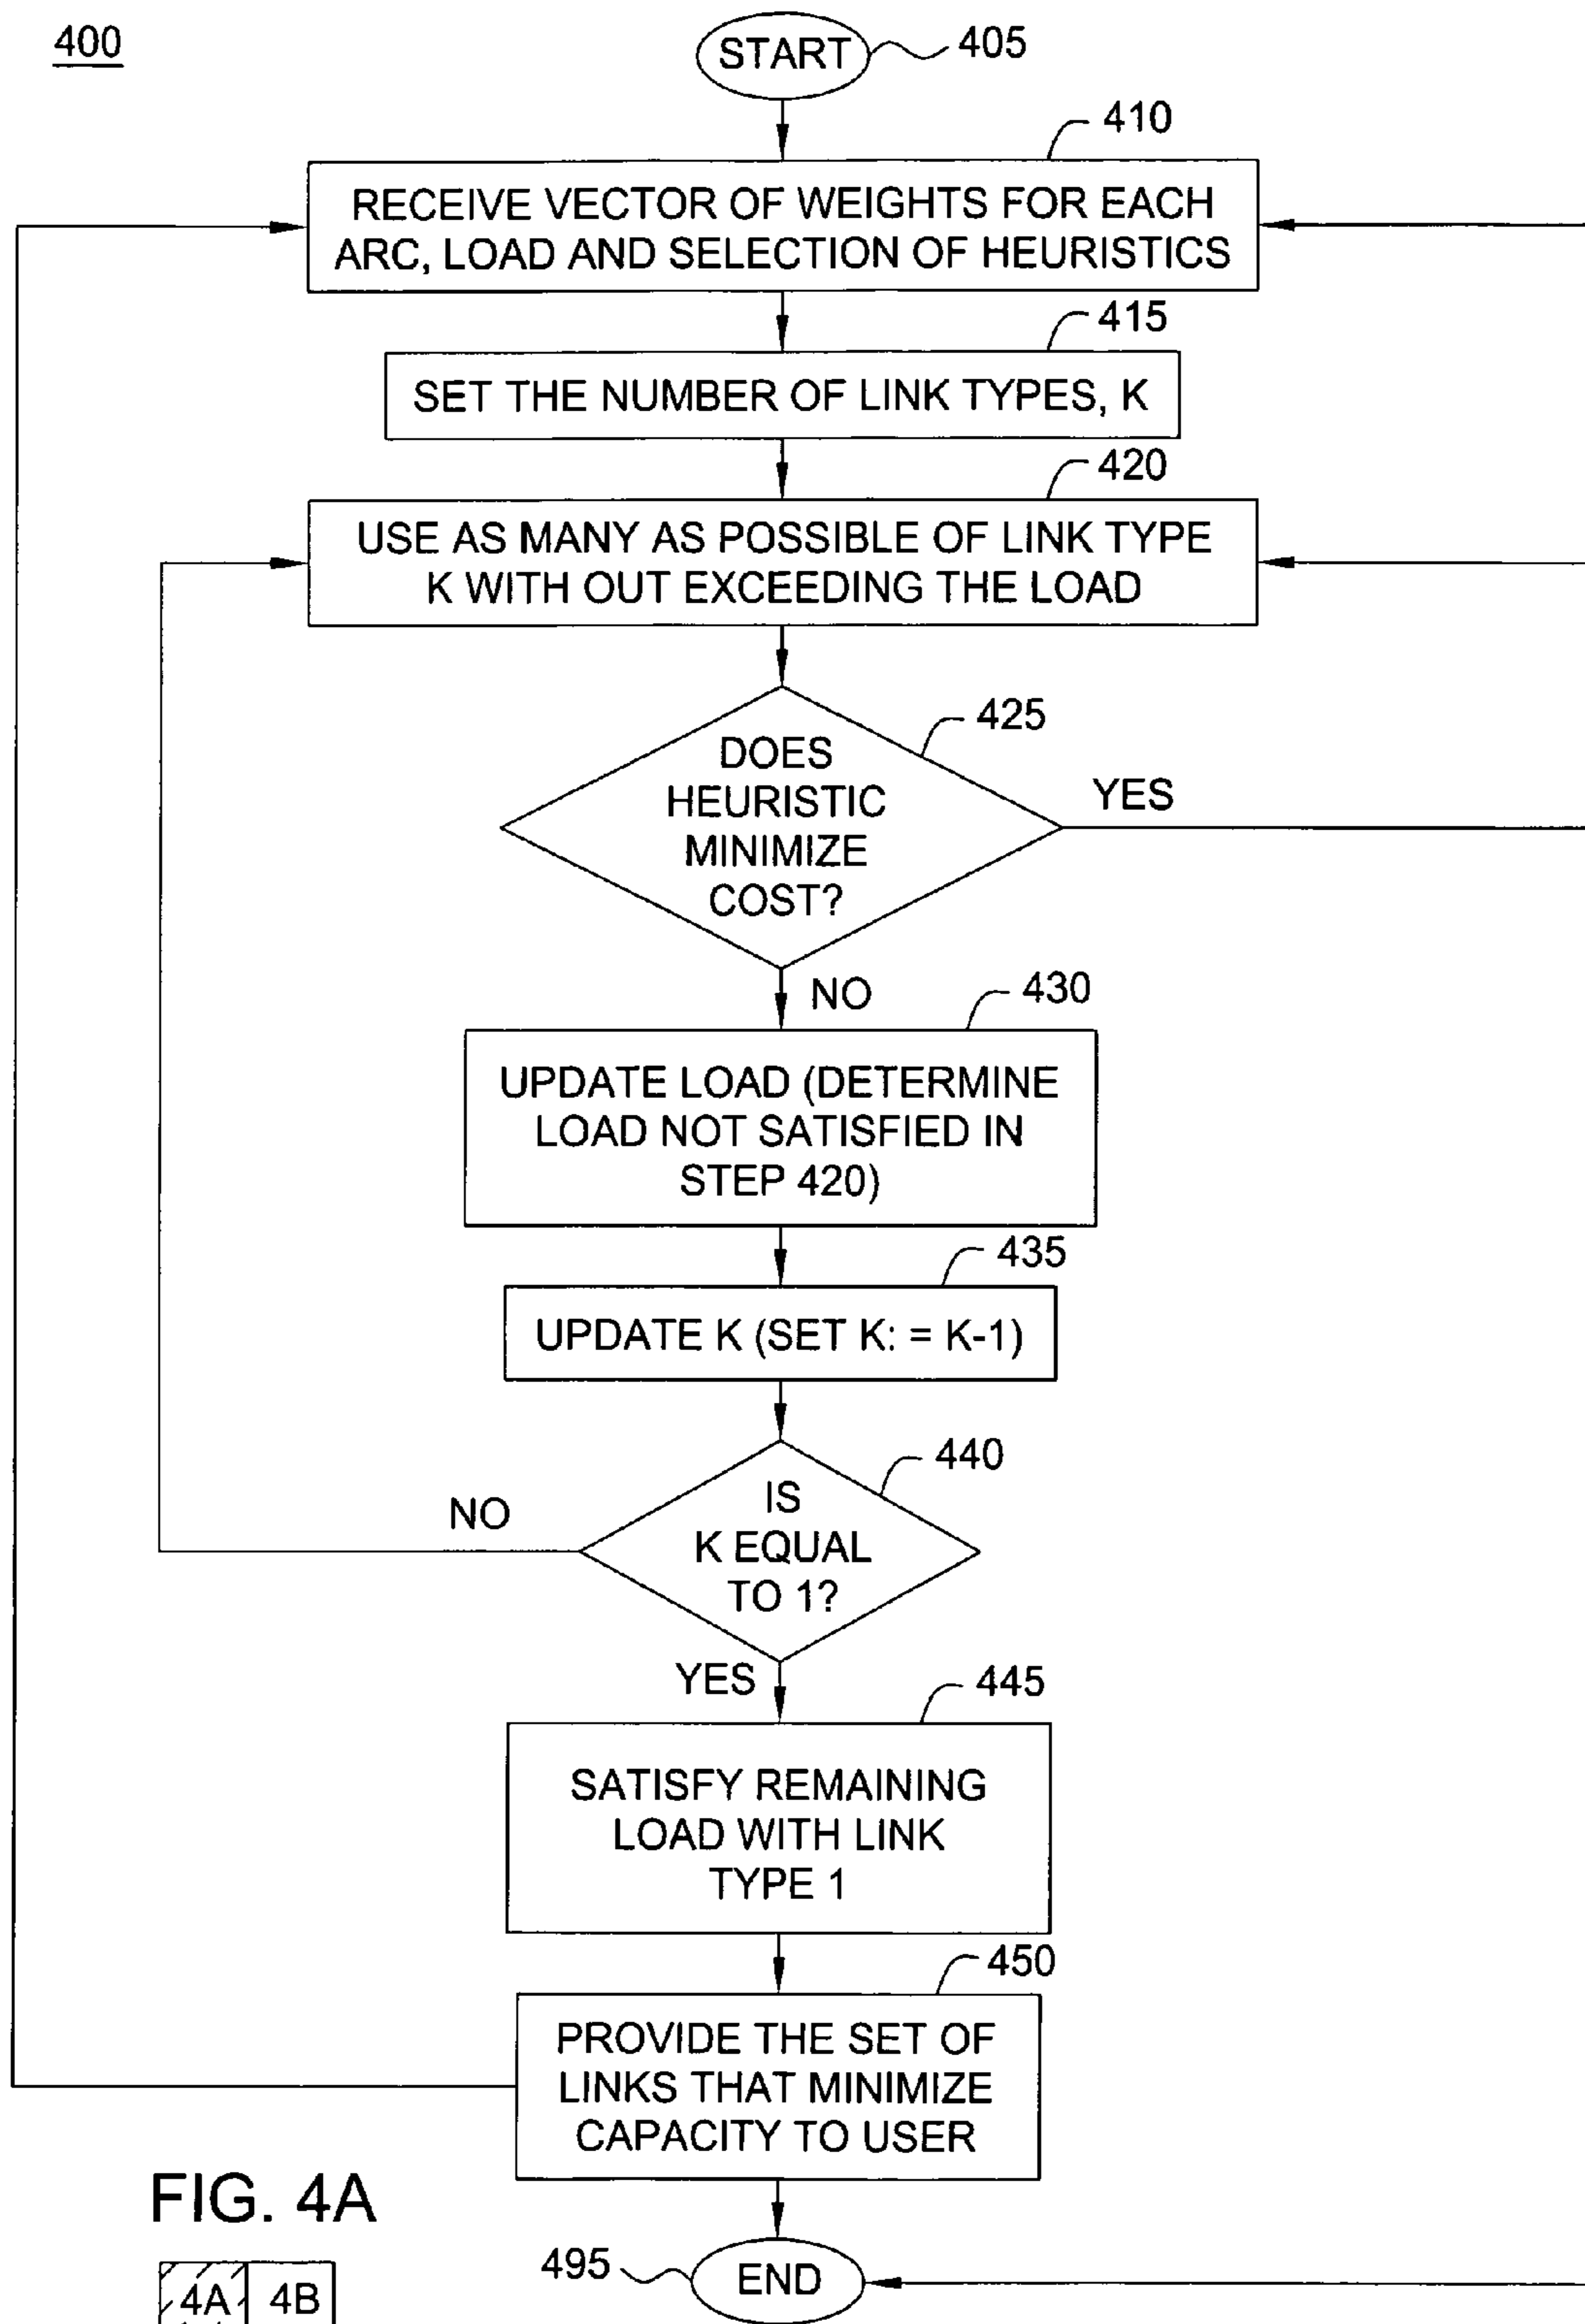 400
START
405
410
RECEIVE VECTOR OF WEIGHTS FOR EACH
ARC, LOAD AND SELECTION OF HEURISTICS
415
SET THE NUMBER OF LINK TYPES, K
420
USE AS MANY AS POSSIBLE OF LINK TYPE
K WITH OUT EXCEEDING THE LOAD
425
DOES
HEURISTIC
MINIMIZE
COST?
YES
NO
430
UPDATE LOAD (DETERMINE
LOAD NOT SATISFIED IN
STEP 420)
435
UPDATE K (SET K: = K-1)
440
IS
K EQUAL
TO 1?
NO
YES
445
SATISFY REMAINING
LOAD WITH LINK
TYPE 1
450
PROVIDE THE SET OF
LINKS THAT MINIMIZE
CAPACITY TO USER
FIG. 4A
495
END
4A 4B